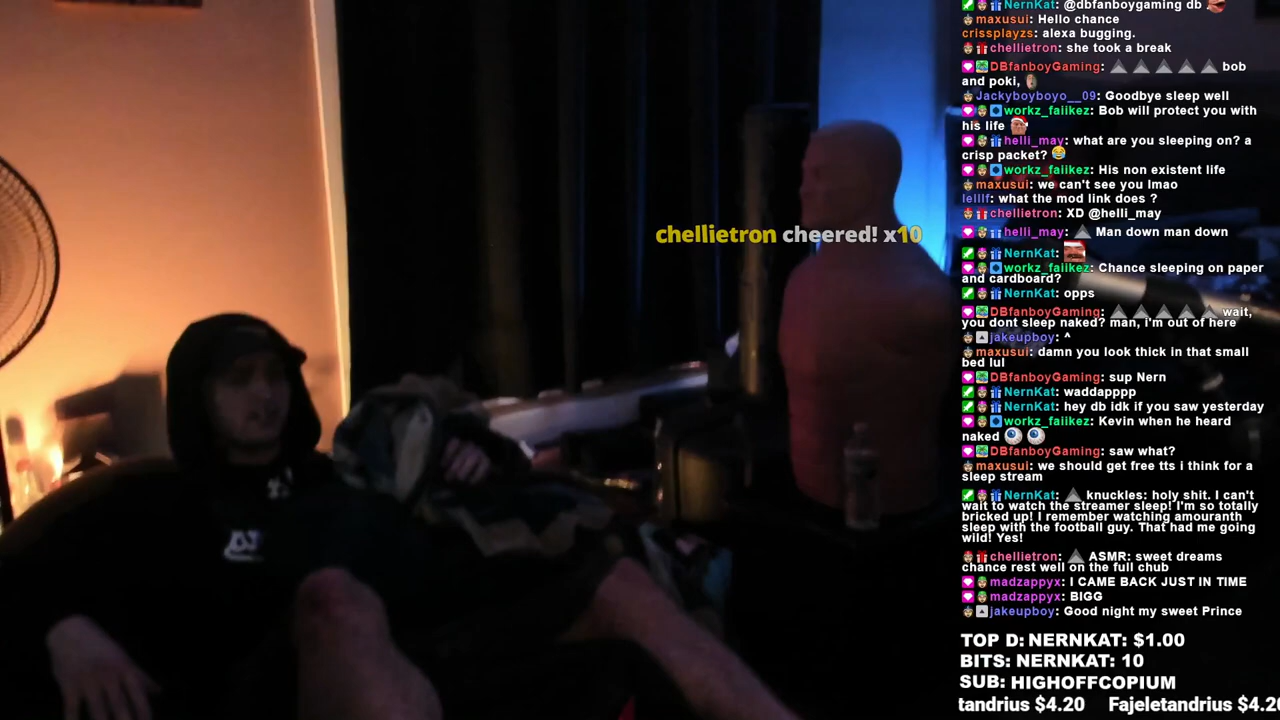 NernKat: @dbfanboygaming db
maxusui: Hello chance
crissplayzs: alexa bugging.
chellietron: she took a break
DBfanboyGaming: bob
and poki,
Jackyboyboyo__09: Goodbye sleep well
workz_faiikez: Bob will protect you with
his life
helli_may: what are you sleeping on? a
crisp packet?
workz_faiikez: His non existent life
maxusui: we can't see you lmao
leillf: what the mod link does ?
chellietron: XD @helli_may
helli_may: Man down man down
NernKat:
workz_faiikez: Chance sleeping on paper
and cardboard?
NernKat: opps
DBfanboyGaming: wait,
you dont sleep naked? man, i'm out of here
jakeupboy: ^
maxusui: damn you look thick in that small
bed lul
DBfanboyGaming: sup Nern
NernKat: waddapppp
NernKat: hey db idk if you saw yesterday
workz_faiikez: Kevin when he heard
naked
DBfanboyGaming: saw what?
maxusui: we should get free tts i think for a
sleep stream
NernKat: knuckles: holy shit. I can't
wait to watch the streamer sleep! I'm so totally
bricked up! I remember watching amouranth
sleep with the football guy. That had me going
wild! Yes!
chellietron: ASMR: sweet dreams
chance rest well on the full chub
madzappyx: I CAME BACK JUST IN TIME
madzappyx: BIGG
jakeupboy: Good night my sweet Prince
chellietron cheered! x10
TOP D: NERNKAT: $1.00
BITS: NERNKAT: 10
SUB: HIGHOFFCOPIUM
tandrius $4.20 Fajeletandrius $4.20